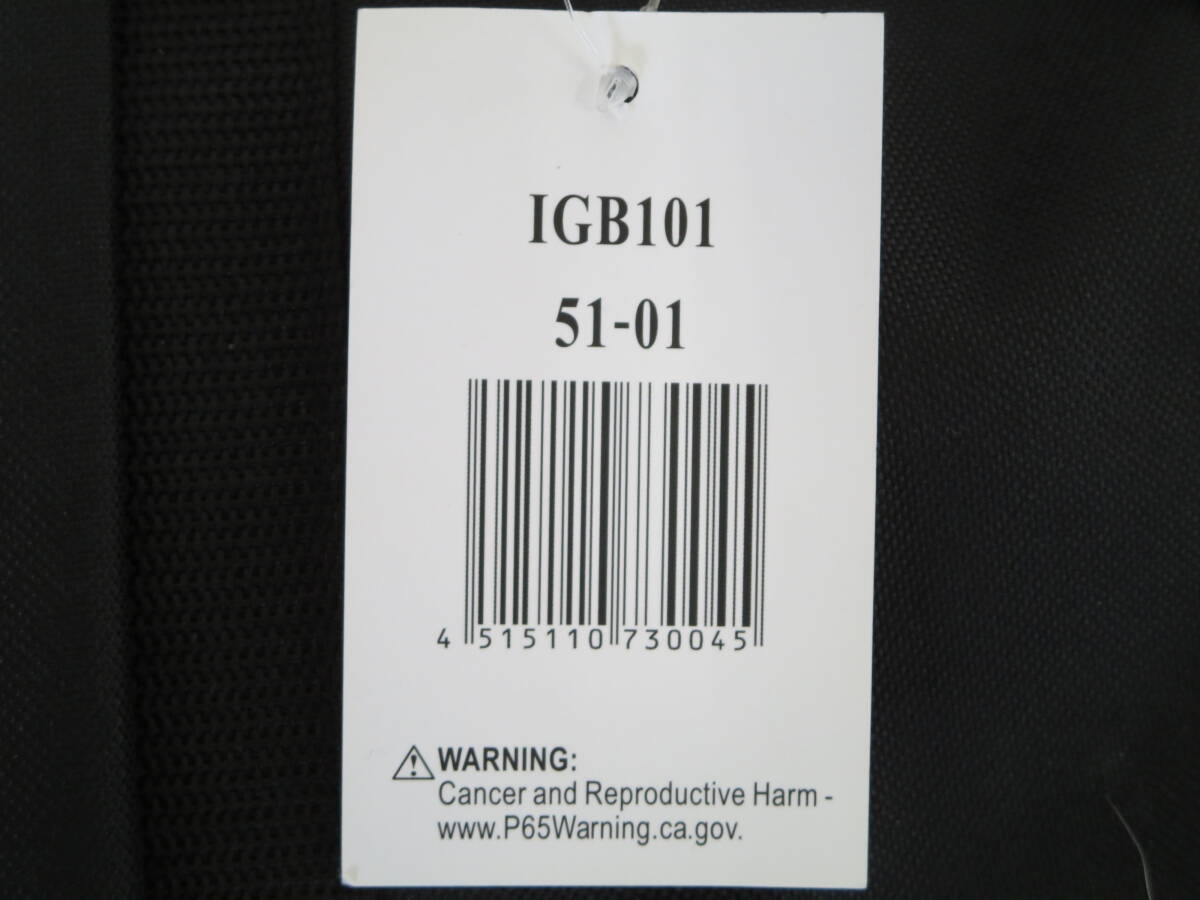 IGB101
51-01
4 515110 730045
WARNING:
Cancer and Reproductive Harm -
www.P65Warning.ca.gov.